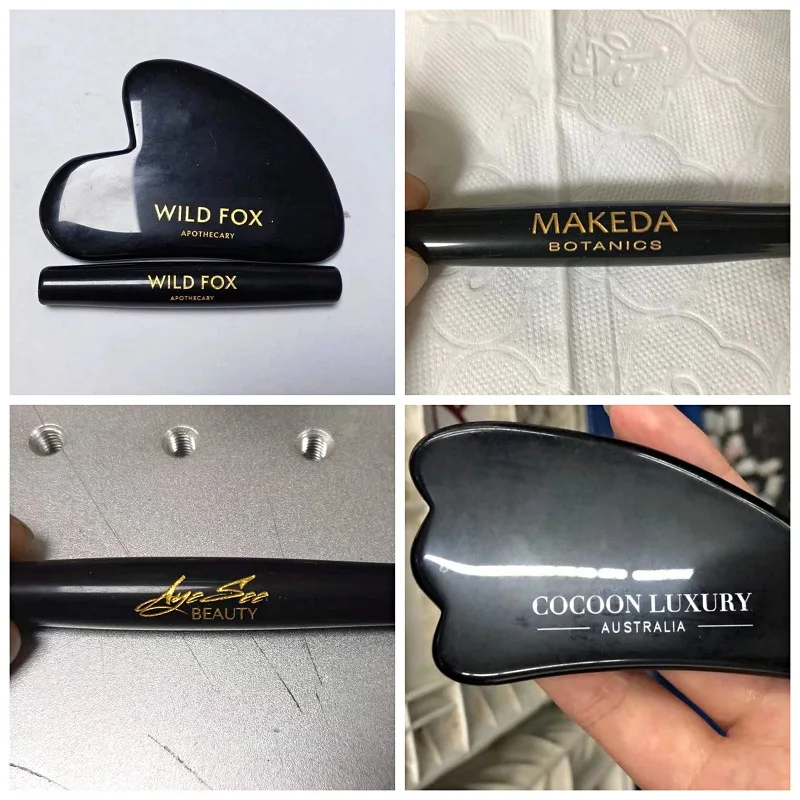 WILD FOX
APOTHECARY
WILD FOX
APOTHECARY
MAKEDA
BOTANICS
Aye See
BEAUTY
COCOON LUXURY
AUSTRALIA